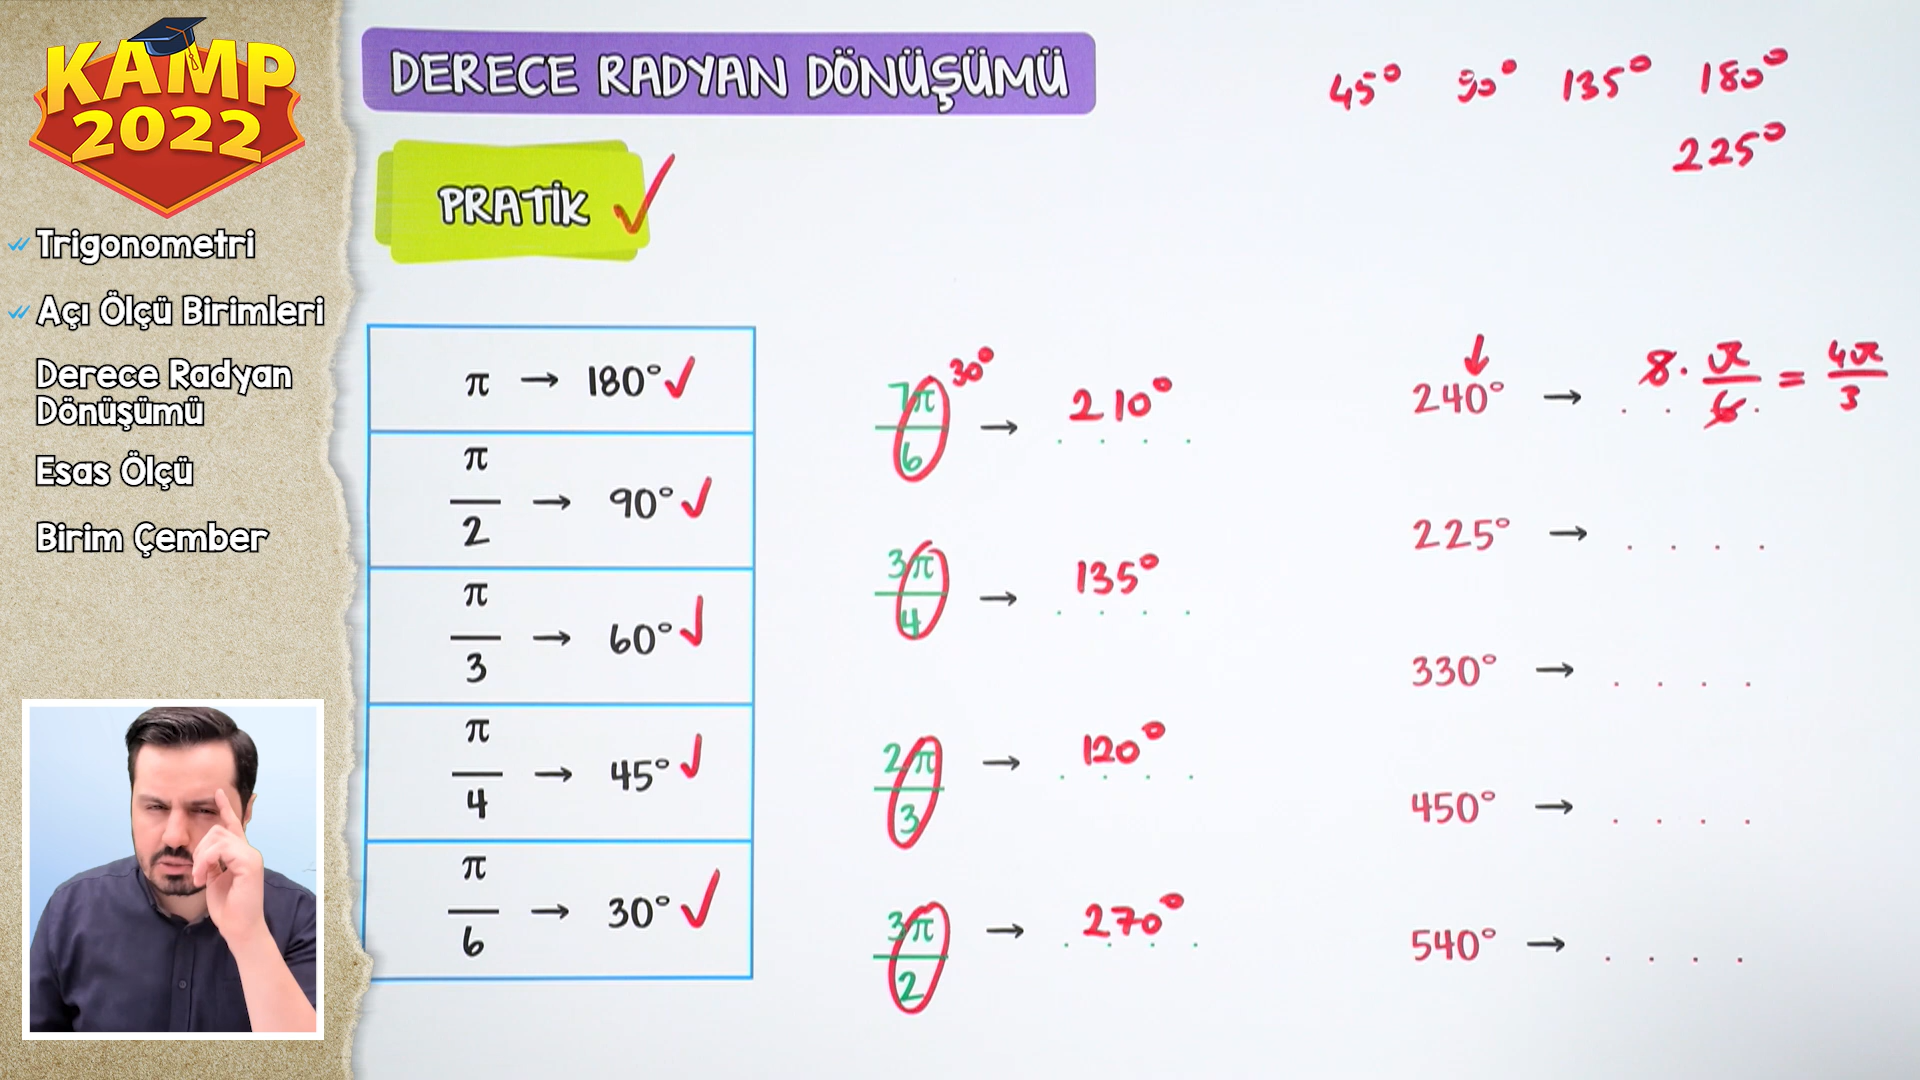 KAMP
2022
Trigonometri
Açı Ölçü Birimleri
Derece Radyan
Dönüşümü
Esas Ölçü
Birim Çember
DERECE RADYAN DÖNÜŞÜMÜ
PRATİK ✓
45° 90° 135° 180°
225°
π → 180° ✓
π/2 → 90° ✓
π/3 → 60° ✓
π/4 → 45° ✓
π/6 → 30° ✓
7π/6 30° → 210° . . . .
3π/4 → 135° . . . .
2π/3 → 120° . . . .
3π/2 → 270° . . . .
↓
240° → 8 · π/6 = 4π/3
225° → . . . .
330° → . . . .
450° → . . . .
540° → . . . .